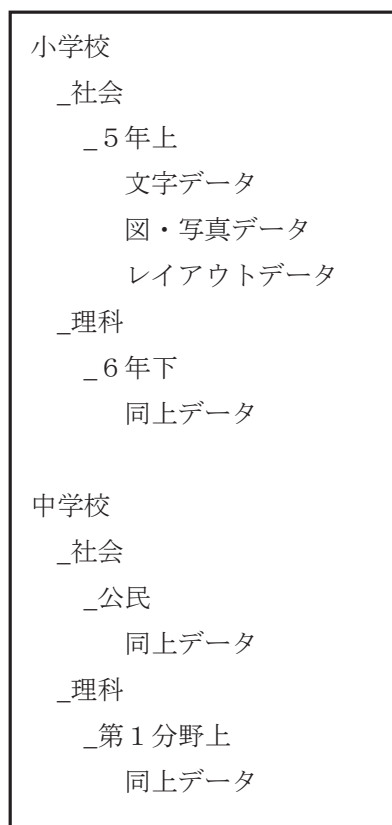 小学校
_社会
_５年上
文字データ
図・写真データ
レイアウトデータ
_理科
_６年下
同上データ
中学校
_社会
_公民
同上データ
_理科
_第１分野上
同上データ